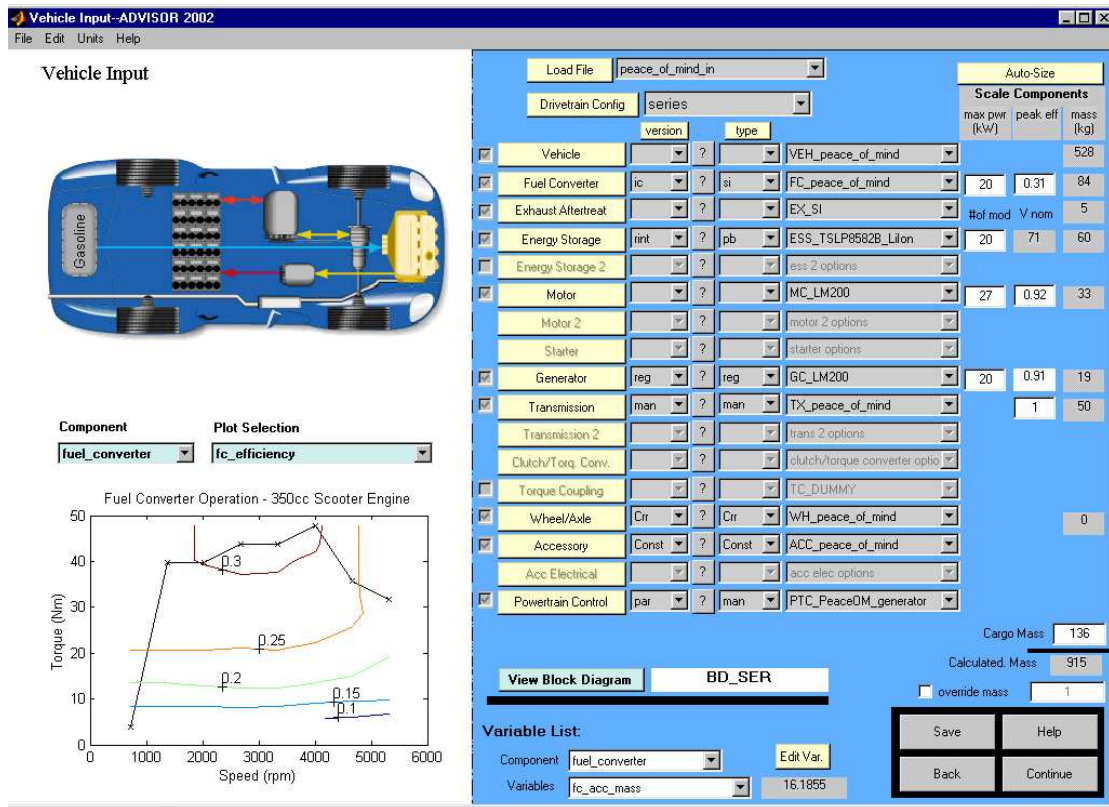 Vehicle Input--ADVISOR 2002
File Edit Units Help
Vehicle Input
Gasoline
Component Plot Selection
fuel_converter fc_efficiency
Fuel Converter Operation - 350cc Scooter Engine
50
40
30
20
10
0
Torque (Nm)
0.3
0.25
0.2
0.15
0.1
0 1000 2000 3000 4000 5000 6000
Speed (rpm)
Load File peace_of_mind_in
Auto-Size
Drivetrain Config series
Scale Components
version type
max pwr (kW) peak eff mass (kg)
Vehicle ? VEH_peace_of_mind 528
Fuel Converter ic ? si FC_peace_of_mind 20 0.31 84
Exhaust Aftertreat ? EX_SI #of mod V nom 5
Energy Storage rint ? pb ESS_TSLP8582B_LiIon 20 71 60
Energy Storage 2 ? ess 2 options
Motor ? MC_LM200 27 0.92 33
Motor 2 ? motor 2 options
Starter ? starter options
Generator reg ? reg GC_LM200 20 0.91 19
Transmission man ? man TX_peace_of_mind 1 50
Transmission 2 ? trans 2 options
Clutch/Torq. Conv. ? clutch/torque converter optio
Torque Coupling ? TC_DUMMY
Wheel/Axle Crr ? Crr WH_peace_of_mind 0
Accessory Const ? Const ACC_peace_of_mind
Acc Electrical ? acc elec options
Powertrain Control par ? man PTC_PeaceOM_generator
Cargo Mass 136
Calculated. Mass 915
View Block Diagram BD_SER
override mass 1
Variable List:
Component fuel_converter Edit Var.
Variables fc_acc_mass 16.1855
Save Help
Back Continue